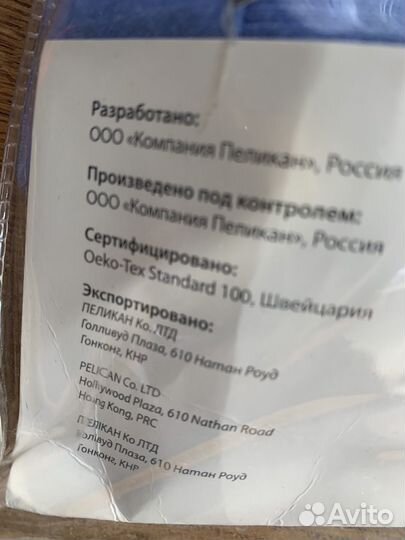 Разработано:
ООО «Компания Пеликан», Россия
Произведено под контролем:
ООО «Компания Пеликан», Россия
Сертифицировано:
Oeko-Tex Standard 100, Швейцария
Экспортировано:
ПЕЛИКАН Ko., ЛТД
Голливуд Плаза, 610 Натан Роуд
Гонконг, КНР
PELICAN Co. LTD
Hollywood Plaza, 610 Nathan Road
Hong Kong, PRC
ПЕЛИКАН Ko ЛТД
Голливуд Плаза, 610 Натан Роуд
Гонконг, КНР
Avito